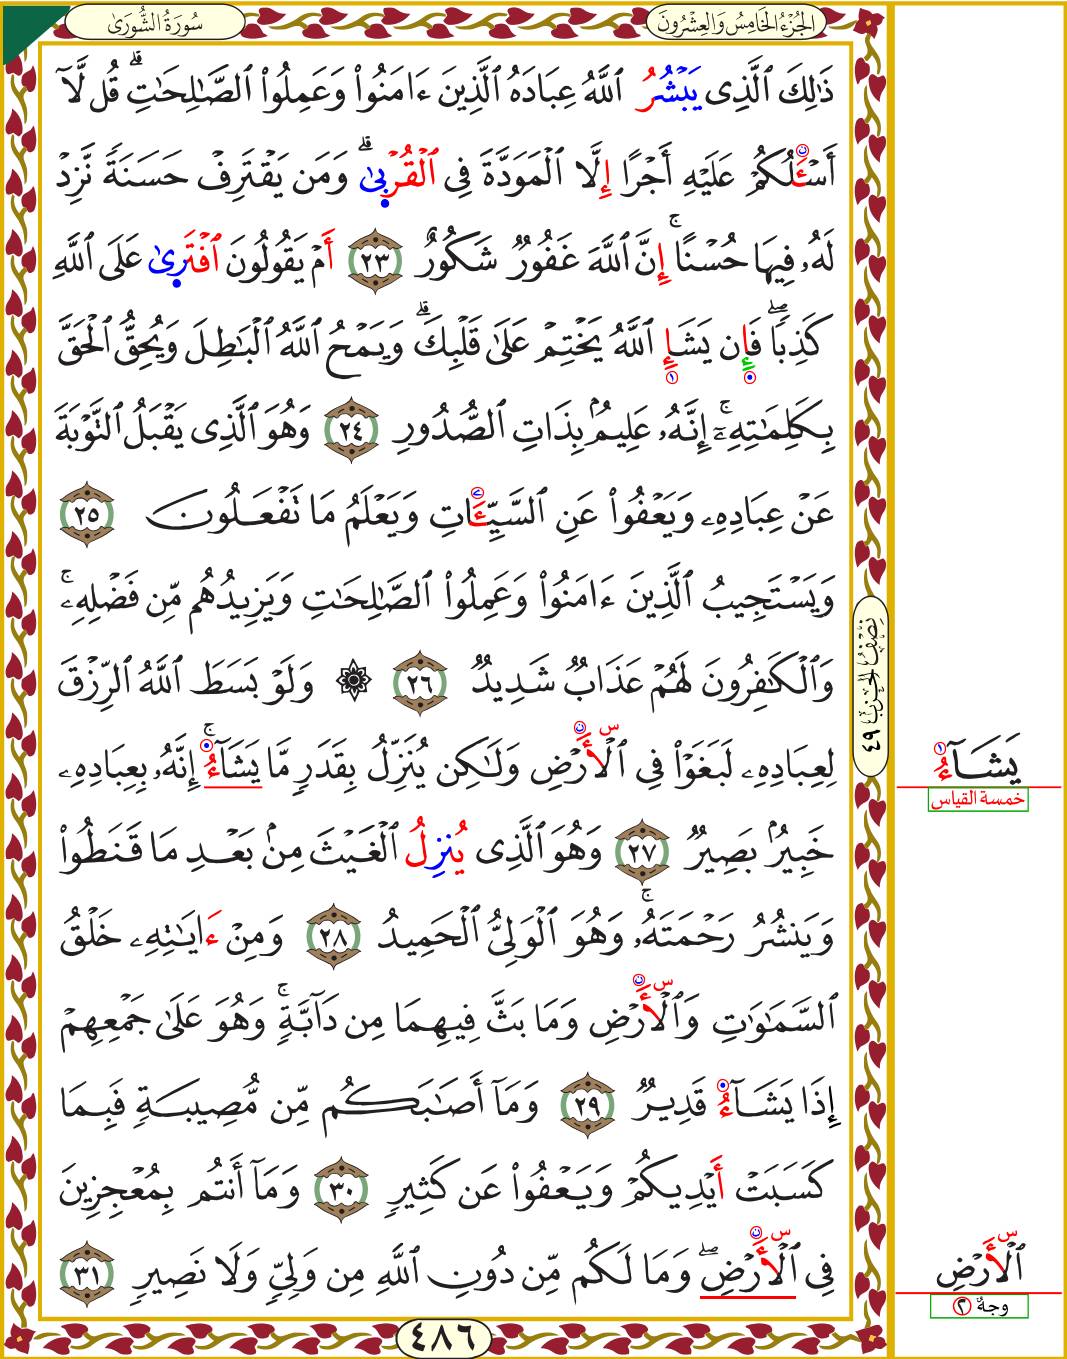 سُورَةُ الشُّورَىٰ
الجُزْءُ الخَامِسُ وَالعِشْرُونَ
ذَٰلِكَ ٱلَّذِى يَبْشُرُ ٱللَّهُ عِبَادَهُ ٱلَّذِينَ ءَامَنُوا۟ وَعَمِلُوا۟ ٱلصَّـٰلِحَـٰتِ ۗ قُل لَّآ
أَسْـَٔلُكُمْ عَلَيْهِ أَجْرًا إِلَّا ٱلْمَوَدَّةَ فِى ٱلْقُرْبِىٰ ۗ وَمَن يَقْتَرِفْ حَسَنَةً نَّزِدْ
لَهُۥ فِيهَا حُسْنًا ۚ إِنَّ ٱللَّهَ غَفُورٌ شَكُورٌ ٢٣ أَمْ يَقُولُونَ ٱفْتَرِىٰ عَلَى ٱللَّهِ
كَذِبًا ۖ فَإِن يَشَإِ ٱللَّهُ يَخْتِمْ عَلَىٰ قَلْبِكَ ۗ وَيَمْحُ ٱللَّهُ ٱلْبَـٰطِلَ وَيُحِقُّ ٱلْحَقَّ
بِكَلِمَـٰتِهِۦٓ ۚ إِنَّهُۥ عَلِيمٌۢ بِذَاتِ ٱلصُّدُورِ ٢٤ وَهُوَ ٱلَّذِى يَقْبَلُ ٱلتَّوْبَةَ
عَنْ عِبَادِهِۦ وَيَعْفُوا۟ عَنِ ٱلسَّيِّـَٔاتِ وَيَعْلَمُ مَا تَفْعَلُونَ ٢٥
وَيَسْتَجِيبُ ٱلَّذِينَ ءَامَنُوا۟ وَعَمِلُوا۟ ٱلصَّـٰلِحَـٰتِ وَيَزِيدُهُم مِّن فَضْلِهِۦ ۚ
وَٱلْكَـٰفِرُونَ لَهُمْ عَذَابٌ شَدِيدٌ ٢٦ ۞ وَلَوْ بَسَطَ ٱللَّهُ ٱلرِّزْقَ
نِصْفُ الحِزْبِ ٤٩
لِعِبَادِهِۦ لَبَغَوْا۟ فِى ٱلْأَرْضِ وَلَـٰكِن يُنَزِّلُ بِقَدَرٍ مَّا يَشَآءُ ۚ إِنَّهُۥ بِعِبَادِهِۦ
يَشَآءُ
خمسة القياس
خَبِيرٌۢ بَصِيرٌ ٢٧ وَهُوَ ٱلَّذِى يُنزِلُ ٱلْغَيْثَ مِنۢ بَعْدِ مَا قَنَطُوا۟
وَيَنشُرُ رَحْمَتَهُۥ ۚ وَهُوَ ٱلْوَلِىُّ ٱلْحَمِيدُ ٢٨ وَمِنْ ءَايَـٰتِهِۦ خَلْقُ
ٱلسَّمَـٰوَٰتِ وَٱلْأَرْضِ وَمَا بَثَّ فِيهِمَا مِن دَآبَّةٍ ۚ وَهُوَ عَلَىٰ جَمْعِهِمْ
إِذَا يَشَآءُ قَدِيرٌ ٢٩ وَمَآ أَصَـٰبَكُم مِّن مُّصِيبَةٍ فَبِمَا
كَسَبَتْ أَيْدِيكُمْ وَيَعْفُوا۟ عَن كَثِيرٍ ٣٠ وَمَآ أَنتُم بِمُعْجِزِينَ
فِى ٱلْأَرْضِ ۖ وَمَا لَكُم مِّن دُونِ ٱللَّهِ مِن وَلِىٍّ وَلَا نَصِيرٍ ٣١
ٱلْأَرْضِ
وجهٌ ٢
٤٨٦